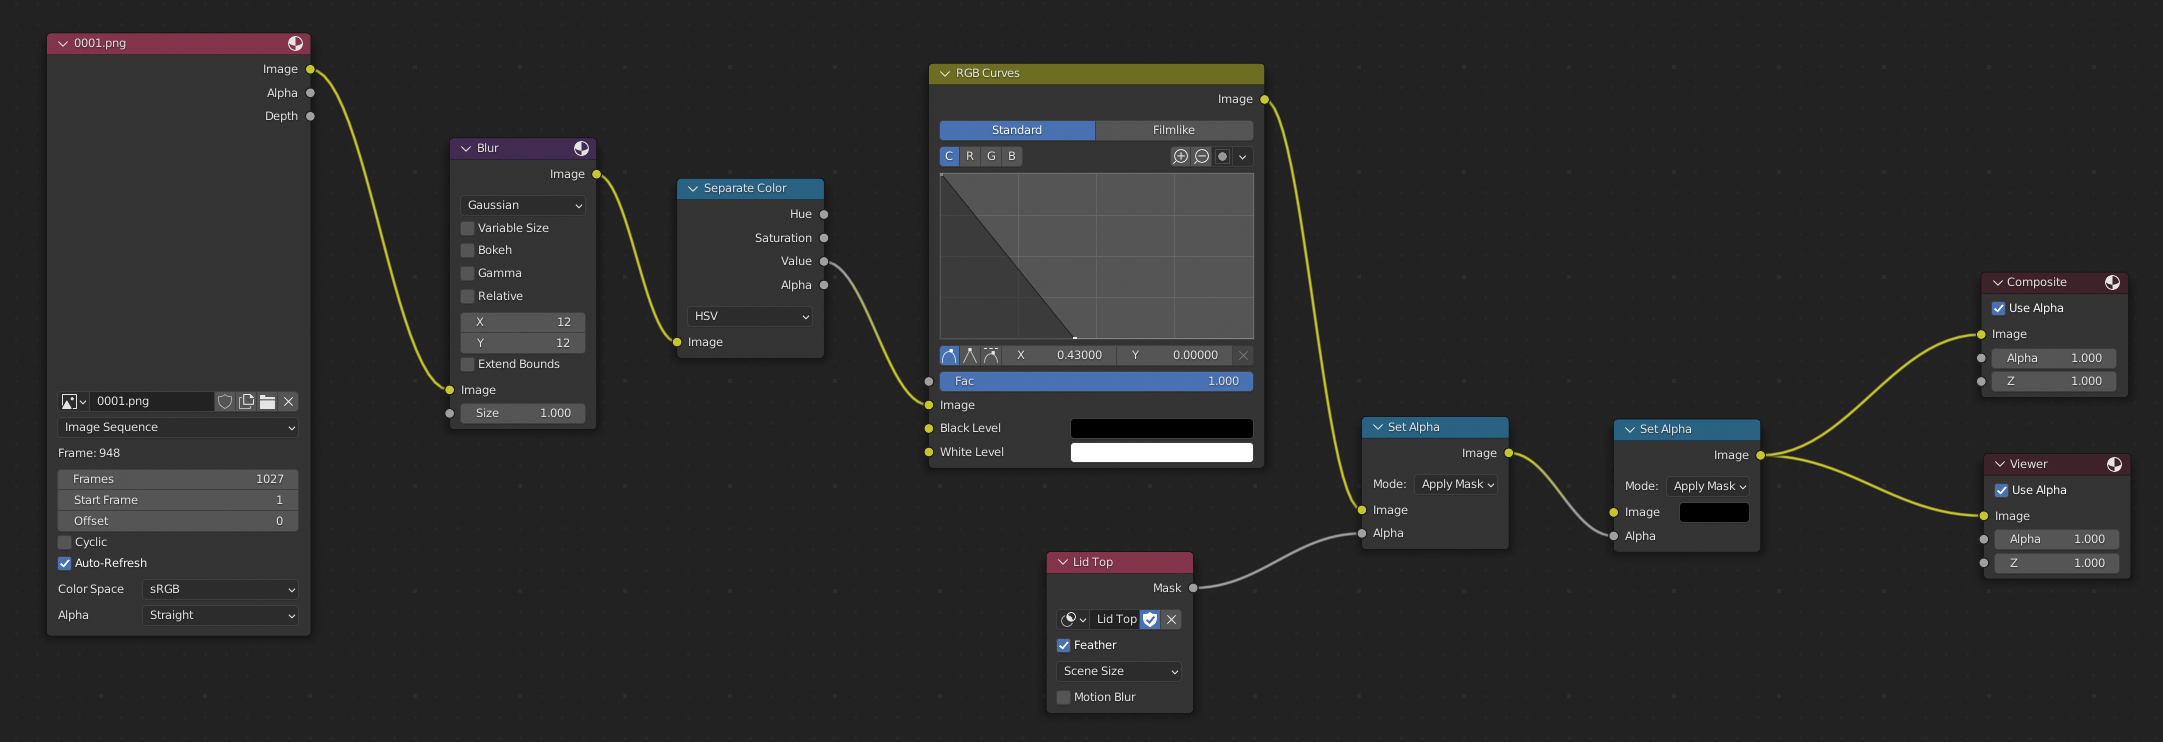 0001.png
Image
Alpha
Depth
0001.png
Image Sequence
Frame: 948
Frames 1027
Start Frame 1
Offset 0
Cyclic
Auto-Refresh
Color Space sRGB
Alpha Straight
Blur
Image
Gaussian
Variable Size
Bokeh
Gamma
Relative
X 12
Y 12
Extend Bounds
Image
Size 1.000
Separate Color
Hue
Saturation
Value
Alpha
HSV
Image
RGB Curves
Image
Standard Filmlike
C R G B
X 0.43000 Y 0.00000
Fac 1.000
Image
Black Level
White Level
Lid Top
Mask
Lid Top
Feather
Scene Size
Motion Blur
Set Alpha
Image
Mode: Apply Mask
Image
Alpha
Set Alpha
Image
Mode: Apply Mask
Image
Alpha
Composite
Use Alpha
Image
Alpha 1.000
Z 1.000
Viewer
Use Alpha
Image
Alpha 1.000
Z 1.000